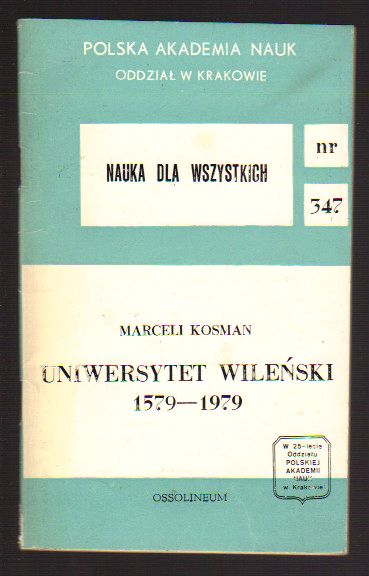 POLSKA AKADEMIA NAUK
ODDZIAŁ W KRAKOWIE
NAUKA DLA WSZYSTKICH
nr
347
MARCELI KOSMAN
UNIWERSYTET WILEŃSKI
1579—1979
W 25-lecie
Oddziału
POLSKIEJ
AKADEMII
NAUK
w Krakowie
OSSOLINEUM